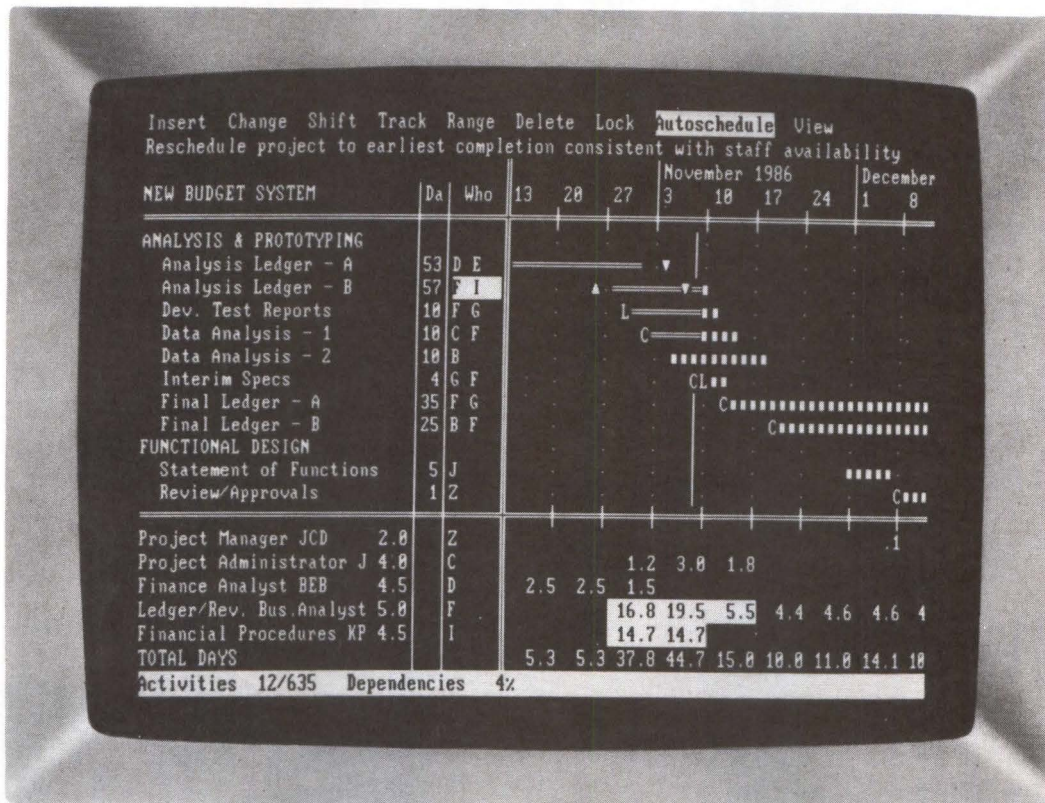 Insert Change Shift Track Range Delete Lock Autoschedule View
Reschedule project to earliest completion consistent with staff availability
November 1986 December
NEW BUDGET SYSTEM Da Who 13 20 27 3 10 17 24 1 8
ANALYSIS & PROTOTYPING
Analysis Ledger - A 53 D E
Analysis Ledger - B 57 F I
Dev. Test Reports 10 F G L
Data Analysis - 1 10 C F C
Data Analysis - 2 10 B
Interim Specs 4 G F CL
Final Ledger - A 35 F G C
Final Ledger - B 25 B F C
FUNCTIONAL DESIGN
Statement of Functions 5 J
Review/Approvals 1 Z C
Project Manager JCD 2.0 Z .1
Project Administrator J 4.0 C 1.2 3.0 1.8
Finance Analyst BEB 4.5 D 2.5 2.5 1.5
Ledger/Rev. Bus.Analyst 5.0 F 16.8 19.5 5.5 4.4 4.6 4.6 4
Financial Procedures KP 4.5 I 14.7 14.7
TOTAL DAYS 5.3 5.3 37.8 44.7 15.0 10.0 11.0 14.1 10
Activities 12/635 Dependencies 4%